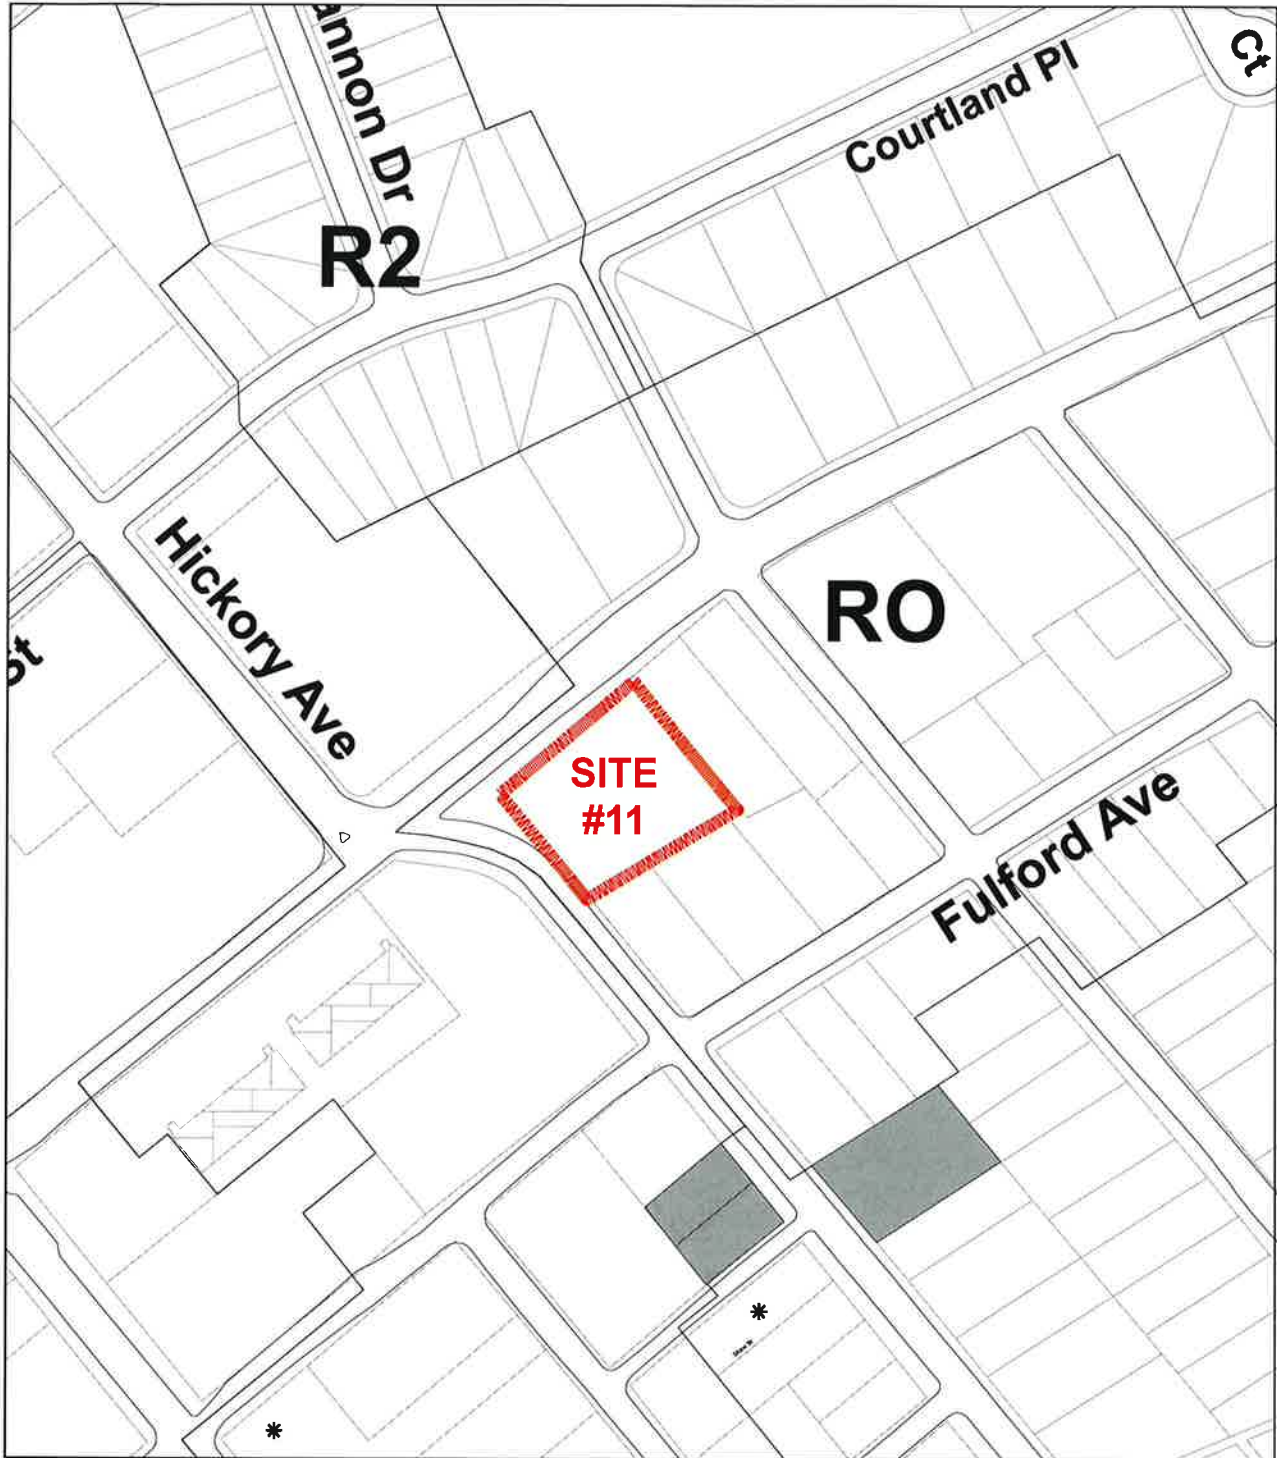 annon Dr
Courtland Pl
Ct
R2
Hickory Ave
St
RO
SITE
#11
Fulford Ave
*
*